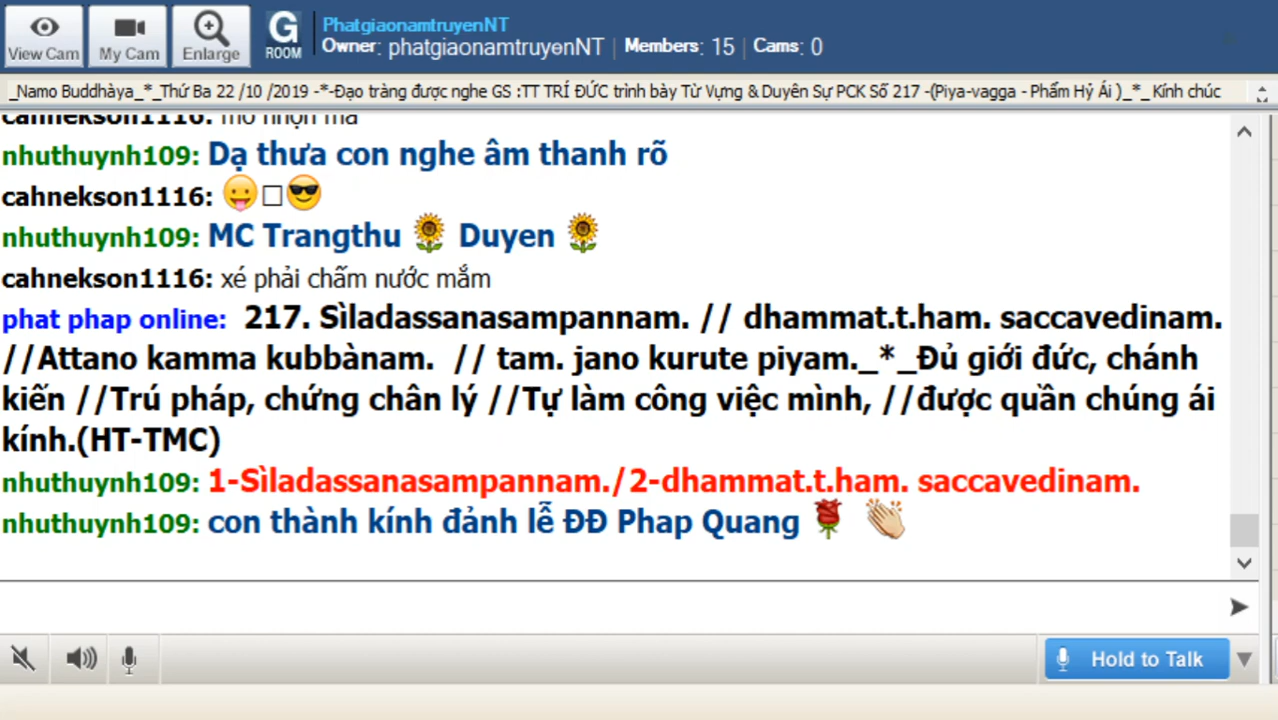 PhatgiaonamtruyenNT
View Cam My Cam Enlarge G ROOM Owner: phatgiaonamtruyenNT | Members: 15 | Cams: 0
_Namo Buddhàya_*_Thứ Ba 22 /10 /2019 -*-Đạo tràng được nghe GS :TT TRÍ ĐỨC trình bày Từ Vựng & Duyên Sự PCK Số 217 -(Piya-vagga - Phẩm Hỷ Ái )_*_ Kính chúc
cahnekson1116: mỏ nhọn mà
nhuthuynh109: Dạ thưa con nghe âm thanh rõ
cahnekson1116:
nhuthuynh109: MC Trangthu Duyen
cahnekson1116: xé phải chấm nước mắm
phat phap online: 217. Sìladassanasampannam. // dhammat.t.ham. saccavedinam.
//Attano kamma kubbànam. // tam. jano kurute piyam._*_Đủ giới đức, chánh
kiến //Trú pháp, chứng chân lý //Tự làm công việc mình, //được quần chúng ái
kính.(HT-TMC)
nhuthuynh109: 1-Sìladassanasampannam./2-dhammat.t.ham. saccavedinam.
nhuthuynh109: con thành kính đảnh lễ ĐĐ Phap Quang
Hold to Talk